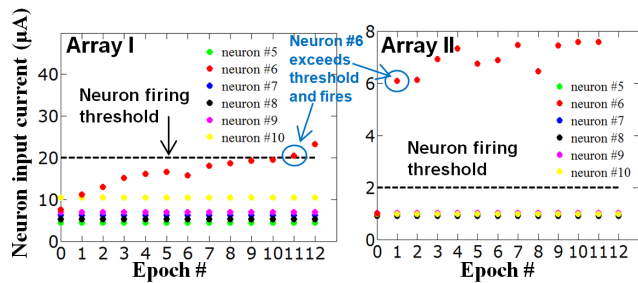 Neuron input current (μA)
Array I
40
30
20
10
0
Neuron firing
threshold
neuron #5
neuron #6
neuron #7
neuron #8
neuron #9
neuron #10
0 1 2 3 4 5 6 7 8 9 10 11 12
Epoch #
Neuron #6
exceeds
threshold
and fires
Array II
8
6
4
2
0
neuron #5
neuron #6
neuron #7
neuron #8
neuron #9
neuron #10
Neuron firing
threshold
0 1 2 3 4 5 6 7 8 9 10 11 12
Epoch #